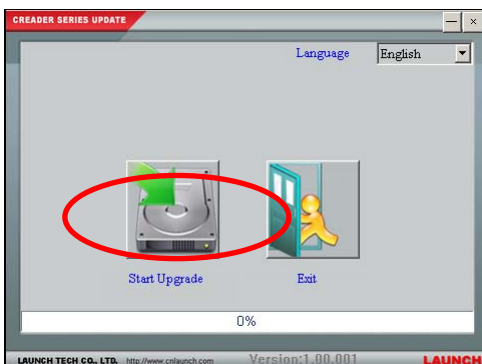 CREADER SERIES UPDATE
Language English
Start Upgrade Exit
0%
LAUNCH TECH CO., LTD. http://www.cnlaunch.com Version:1.00.001 LAUNCH